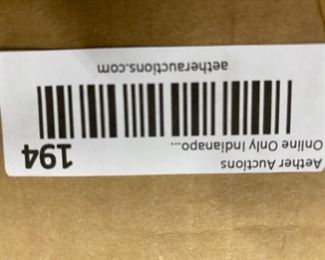 Aether Auctions
Online Only Indianapo...
194
aetherauctions.com